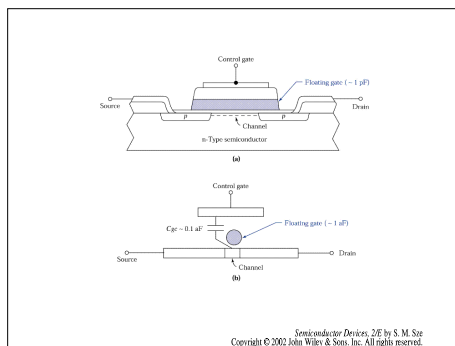 Control gate
Floating gate (~ 1 pF)
Source
Drain
p
p
Channel
n-Type semiconductor
(a)
Control gate
Cgc ~ 0.1 aF
Floating gate (~ 1 aF)
Source
Drain
Channel
(b)
Semiconductor Devices, 2/E by S. M. Sze
Copyright © 2002 John Wiley & Sons. Inc. All rights reserved.